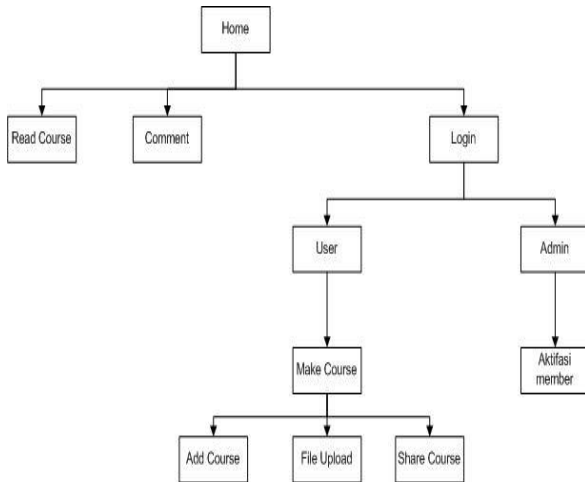 Home
Read Course
Comment
Login
User
Admin
Make Course
Aktifasi
member
Add Course
File Upload
Share Course